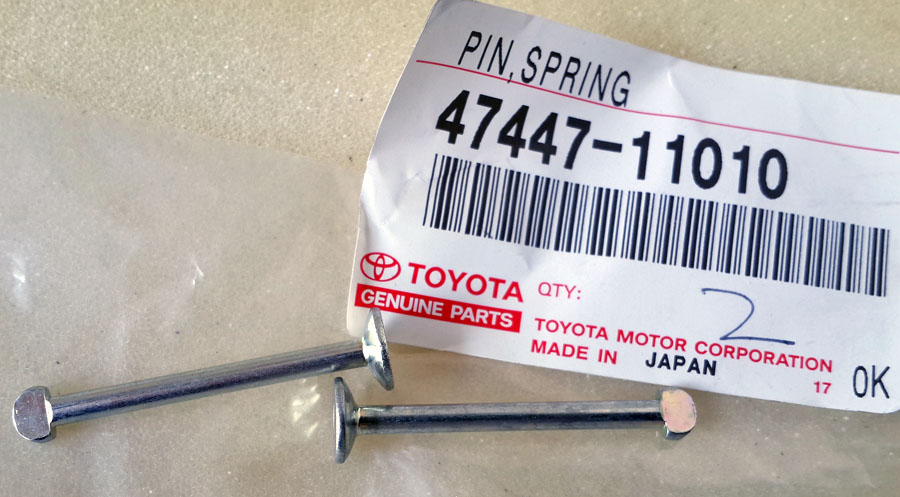 PIN, SPRING
47447-11010
TOYOTA
GENUINE PARTS
QTY: 2
TOYOTA MOTOR CORPORATION
MADE IN JAPAN
17 OK